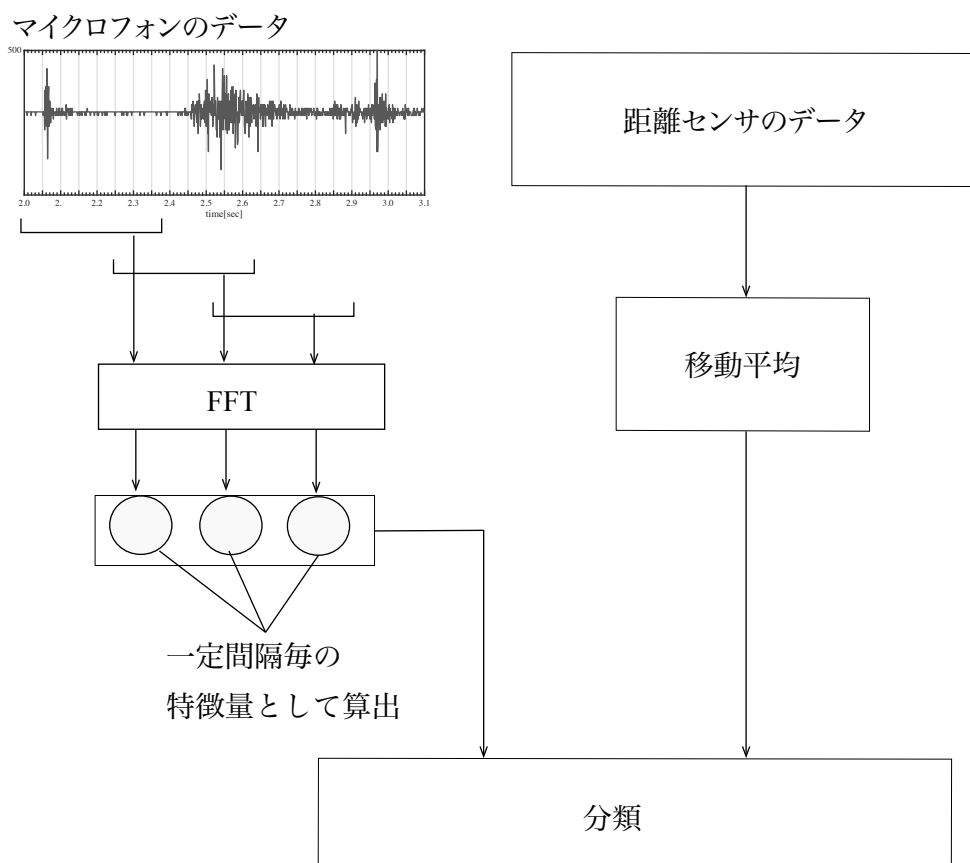 マイクロフォンのデータ
500
2.0 2. 2.2 2.3 2.4 2.5 2.6 2.7 2.8 2.9 3.0 3.1
time[sec]
距離センサのデータ
移動平均
FFT
一定間隔毎の
特徴量として算出
分類